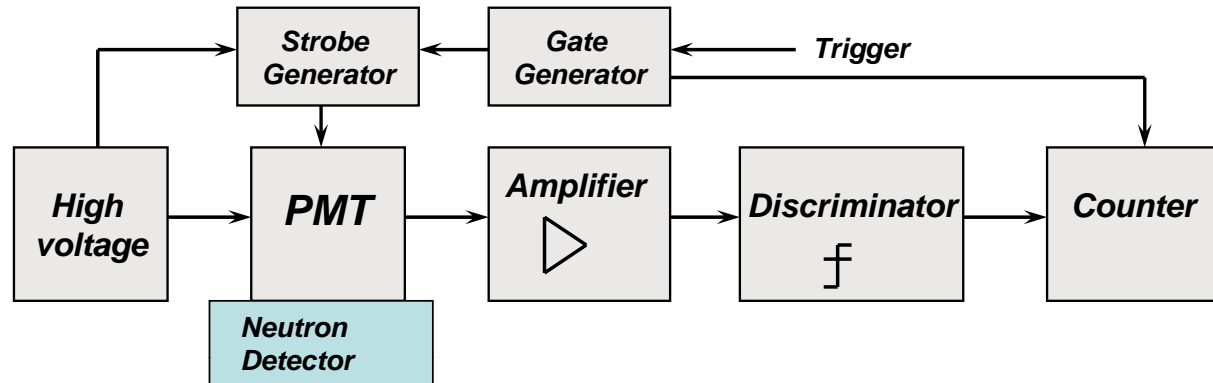 Strobe
Generator
Gate
Generator
Trigger
High
voltage
PMT
Amplifier
Discriminator
Counter
Neutron
Detector